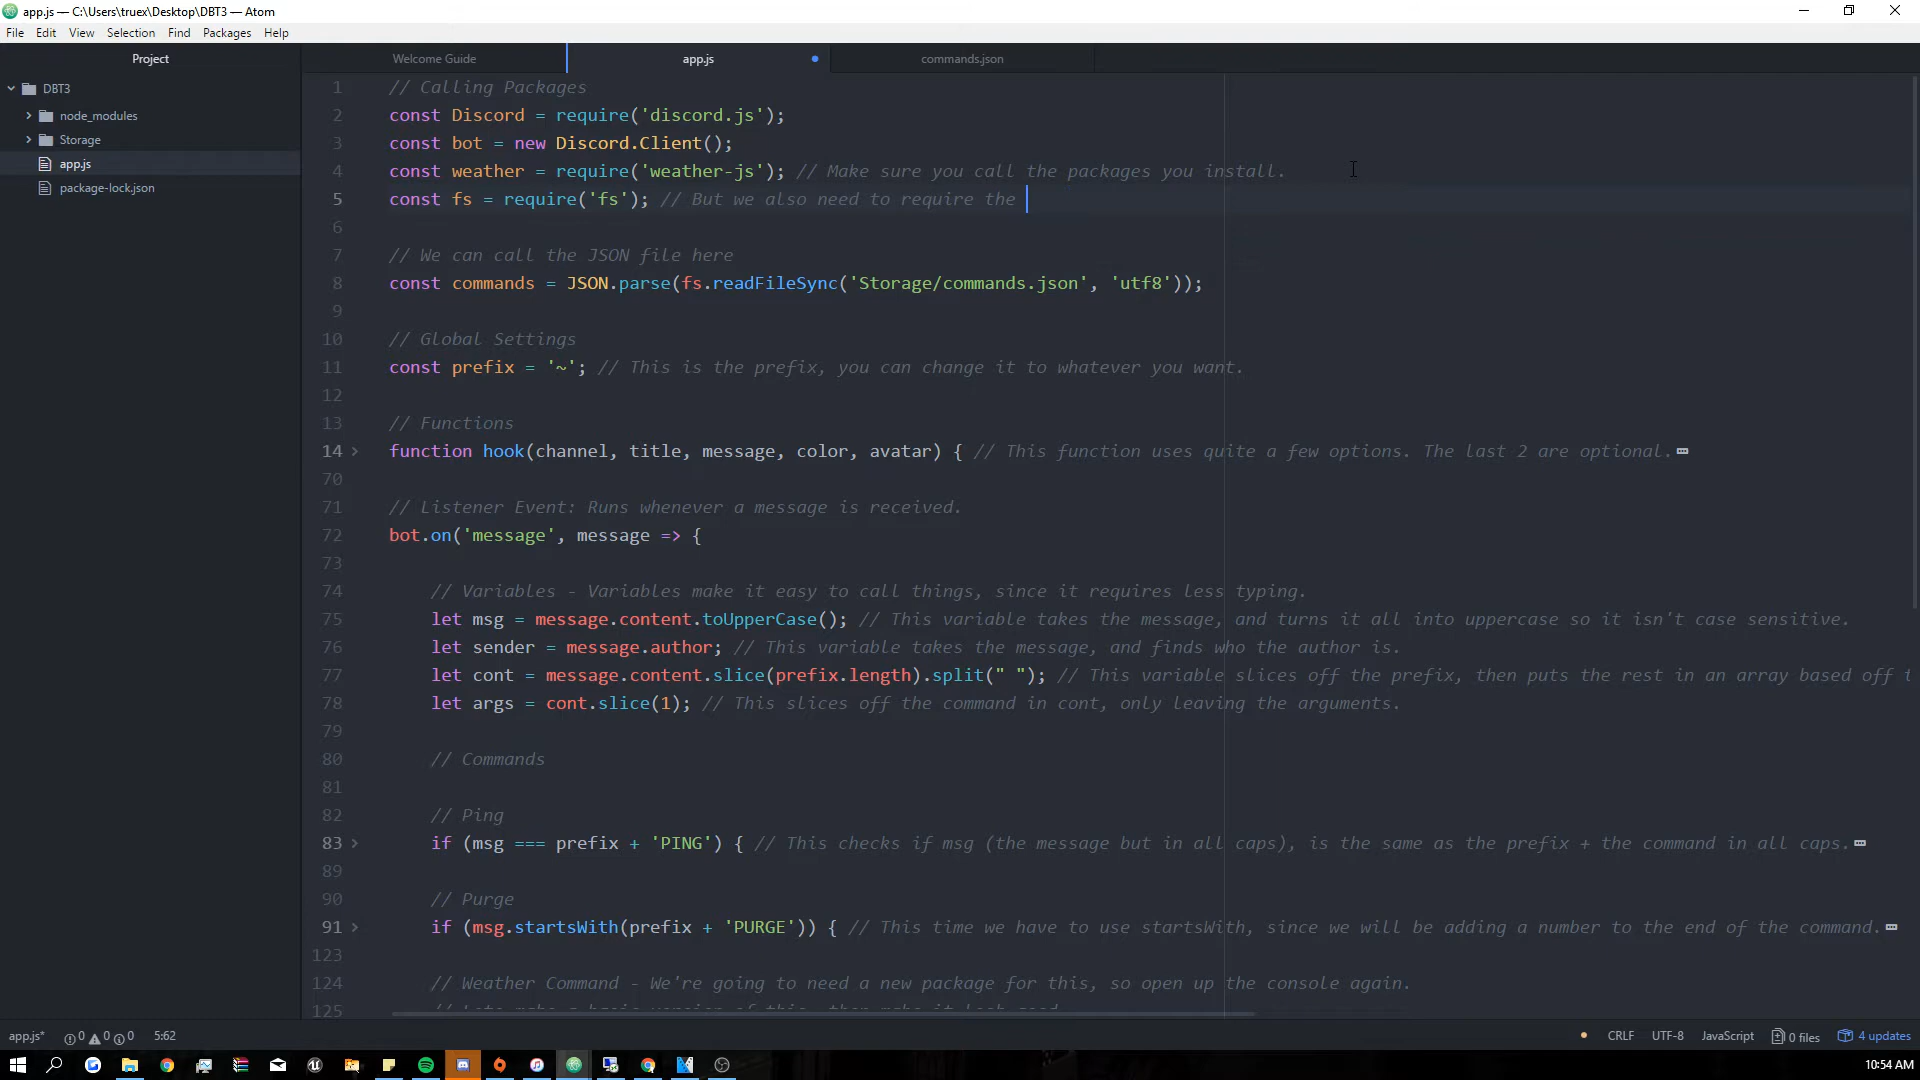 app.js — C:\Users\truex\Desktop\DBT3 — Atom
File Edit View Selection Find Packages Help
Project
Welcome Guide
app.js
commands.json
DBT3
node_modules
Storage
app.js
package-lock.json
1 // Calling Packages
2 const Discord = require('discord.js');
3 const bot = new Discord.Client();
4 const weather = require('weather-js'); // Make sure you call the packages you install.
5 const fs = require('fs'); // But we also need to require the
6
7 // We can call the JSON file here
8 const commands = JSON.parse(fs.readFileSync('Storage/commands.json', 'utf8'));
9
10 // Global Settings
11 const prefix = '~'; // This is the prefix, you can change it to whatever you want.
12
13 // Functions
14 function hook(channel, title, message, color, avatar) { // This function uses quite a few options. The last 2 are optional.
70
71 // Listener Event: Runs whenever a message is received.
72 bot.on('message', message => {
73
74 // Variables - Variables make it easy to call things, since it requires less typing.
75 let msg = message.content.toUpperCase(); // This variable takes the message, and turns it all into uppercase so it isn't case sensitive.
76 let sender = message.author; // This variable takes the message, and finds who the author is.
77 let cont = message.content.slice(prefix.length).split(" "); // This variable slices off the prefix, then puts the rest in an array based off
78 let args = cont.slice(1); // This slices off the command in cont, only leaving the arguments.
79
80 // Commands
81
82 // Ping
83 if (msg === prefix + 'PING') { // This checks if msg (the message but in all caps), is the same as the prefix + the command in all caps.
89
90 // Purge
91 if (msg.startsWith(prefix + 'PURGE')) { // This time we have to use startsWith, since we will be adding a number to the end of the command.
123
124 // Weather Command - We're going to need a new package for this, so open up the console again.
125
app.js* 0 0 0 5:62
CRLF UTF-8 JavaScript 0 files 4 updates
10:54 AM